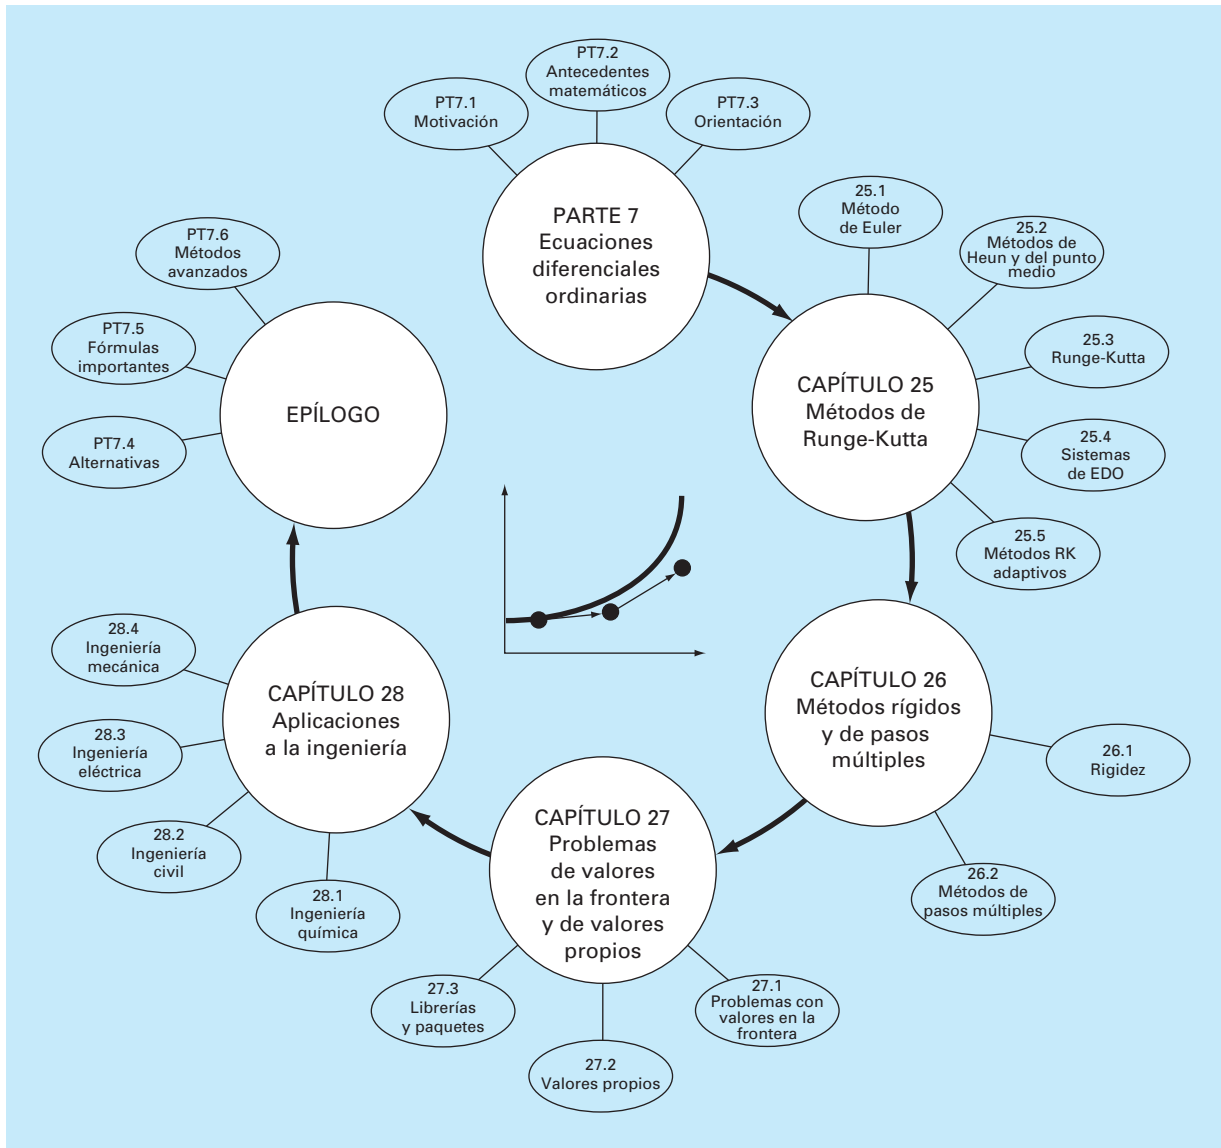 PT7.1
Motivación
PT7.2
Antecedentes
matemáticos
PT7.3
Orientación
PARTE 7
Ecuaciones
diferenciales
ordinarias
25.1
Método
de Euler
25.2
Métodos de
Heun y del punto
medio
25.3
Runge-Kutta
25.4
Sistemas
de EDO
25.5
Métodos RK
adaptivos
CAPÍTULO 25
Métodos de
Runge-Kutta
CAPÍTULO 26
Métodos rígidos
y de pasos
múltiples
26.1
Rigidez
26.2
Métodos de
pasos múltiples
CAPÍTULO 27
Problemas
de valores
en la frontera
y de valores
propios
27.1
Problemas con
valores en la
frontera
27.2
Valores propios
27.3
Librerías
y paquetes
CAPÍTULO 28
Aplicaciones
a la ingeniería
28.1
Ingeniería
química
28.2
Ingeniería
civil
28.3
Ingeniería
eléctrica
28.4
Ingeniería
mecánica
EPÍLOGO
PT7.4
Alternativas
PT7.5
Fórmulas
importantes
PT7.6
Métodos
avanzados